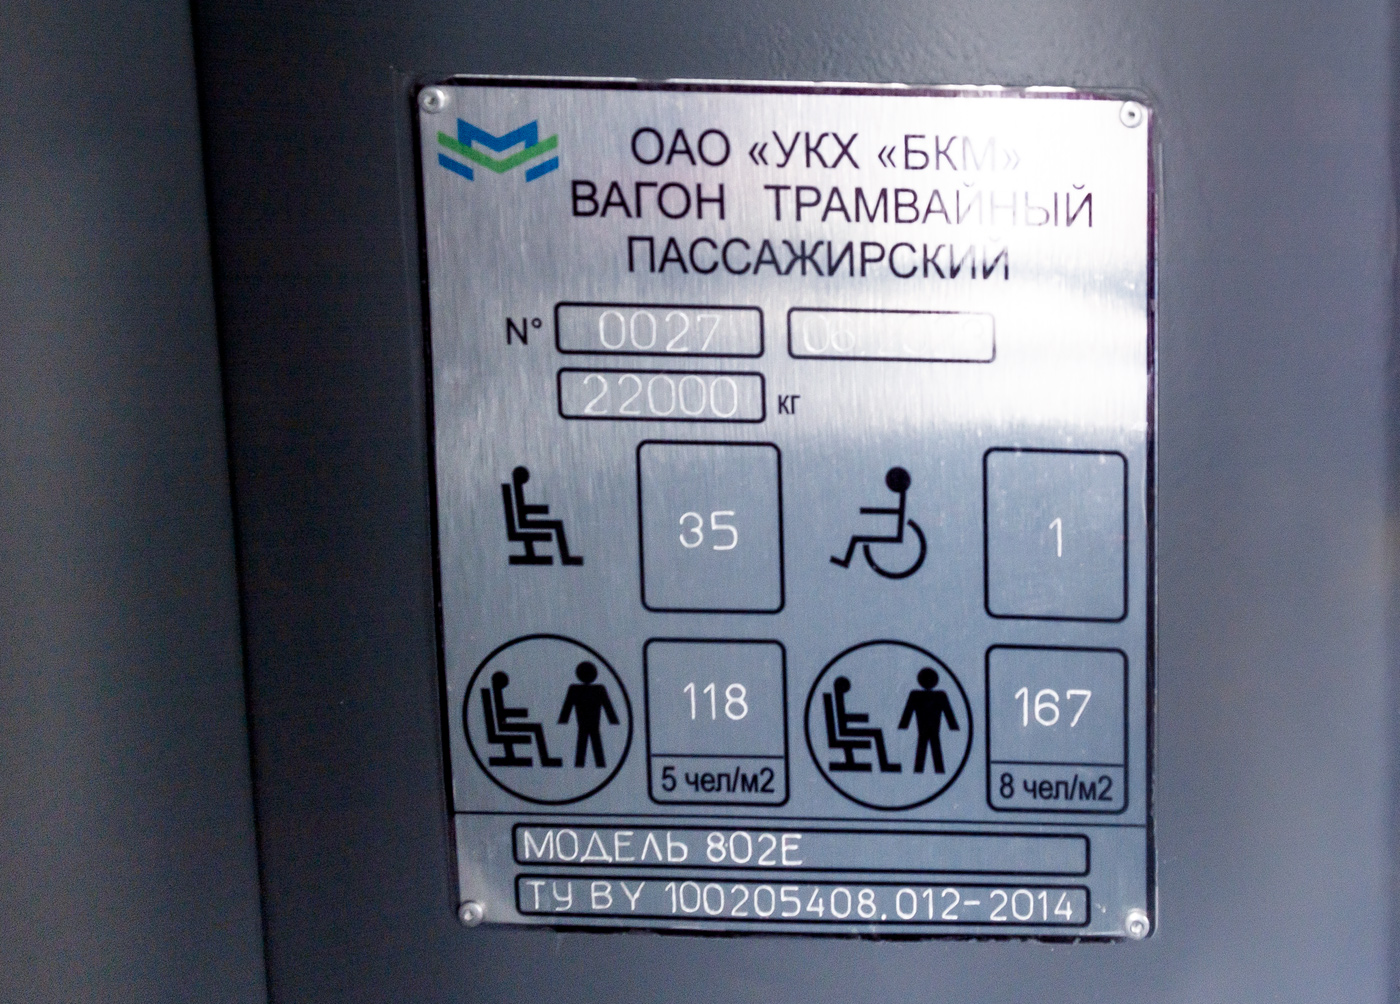 ОАО «УКХ «БКМ»
ВАГОН ТРАМВАЙНЫЙ
ПАССАЖИРСКИЙ
N° 0027
22000 кг
35 1
118 167
5 чел/м2 8 чел/м2
МОДЕЛЬ 802Е
ТУ BY 100205408.012-2014